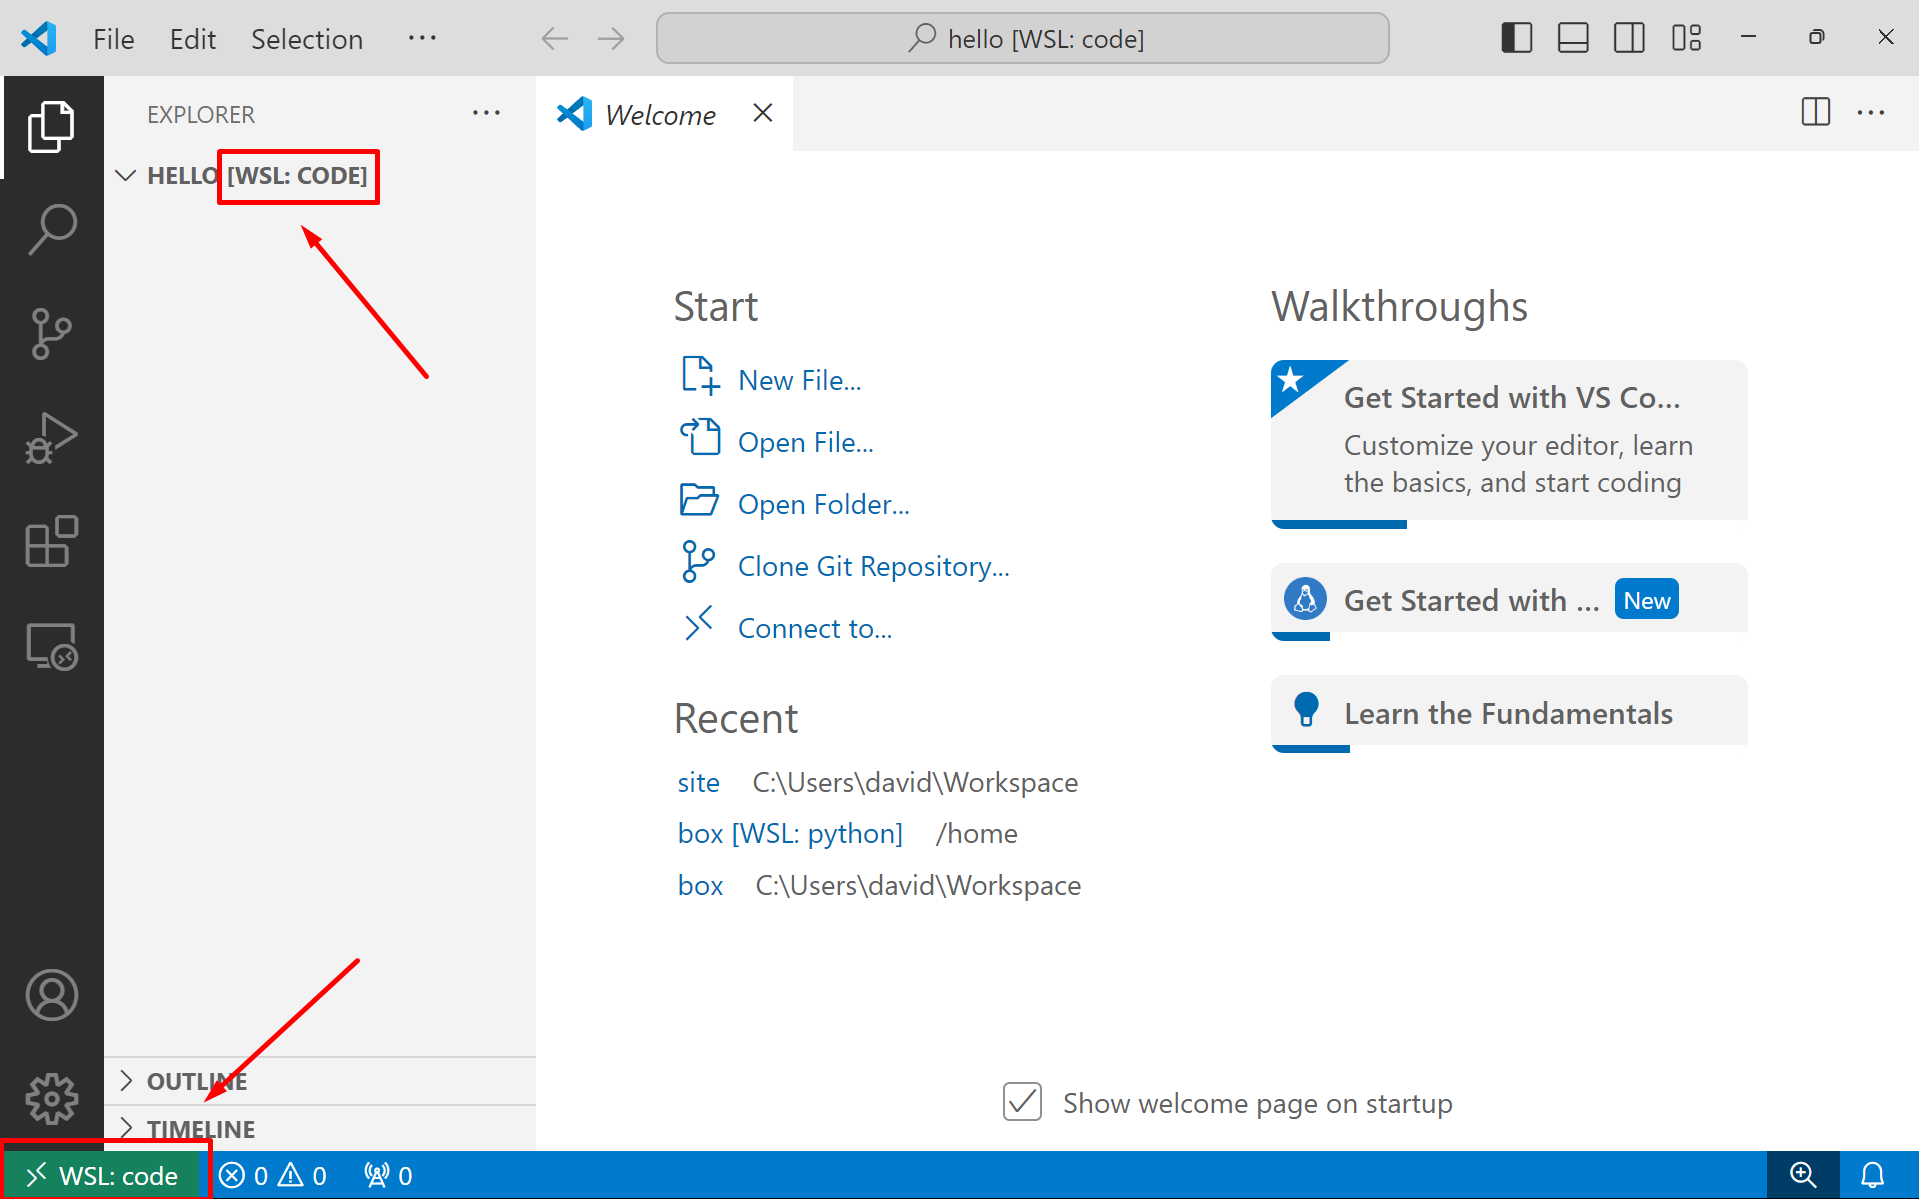 File Edit Selection ···
hello [WSL: code]
EXPLORER ···
HELLO [WSL: CODE]
Welcome
Start
New File...
Open File...
Open Folder...
Clone Git Repository...
Connect to...
Recent
site C:\Users\david\Workspace
box [WSL: python] /home
box C:\Users\david\Workspace
Walkthroughs
Get Started with VS Co...
Customize your editor, learn
the basics, and start coding
Get Started with ... New
Learn the Fundamentals
Show welcome page on startup
OUTLINE
TIMELINE
WSL: code 0 0 0